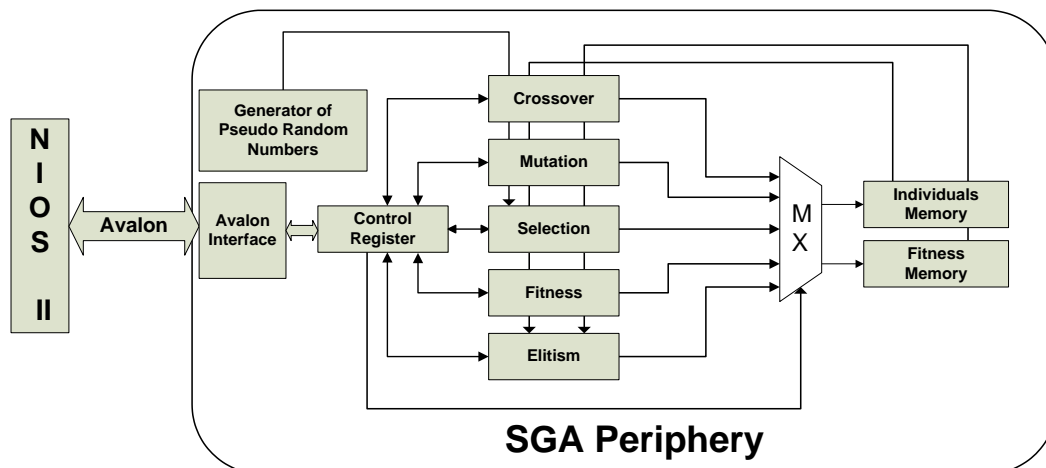 N
I
O
S
II
Avalon
Generator of
Pseudo Random
Numbers
Avalon
Interface
Control
Register
Crossover
Mutation
Selection
Fitness
Elitism
M
X
Individuals
Memory
Fitness
Memory
SGA Periphery